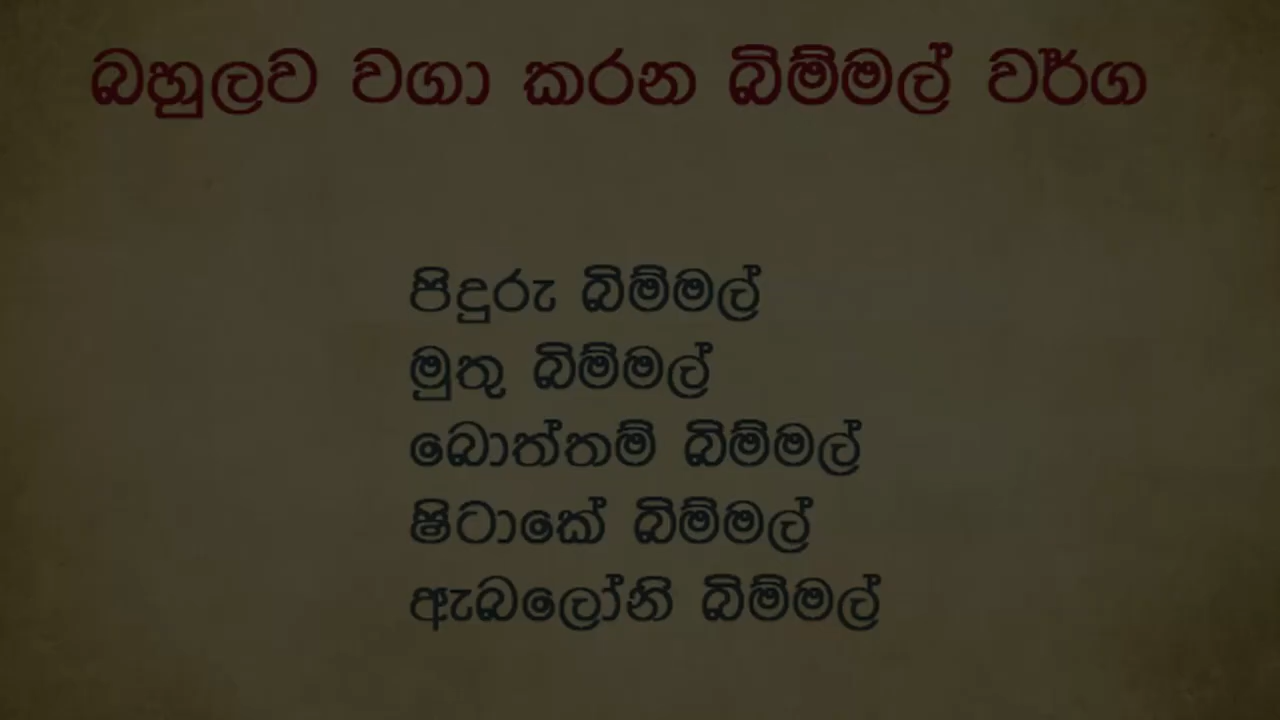 බහුලව වගා කරන බිම්මල් වර්ග
පිදුරු බිම්මල්
මුතු බිම්මල්
බොත්තම් බිම්මල්
ෂිටාකේ බිම්මල්
ඇබලෝනි බිම්මල්